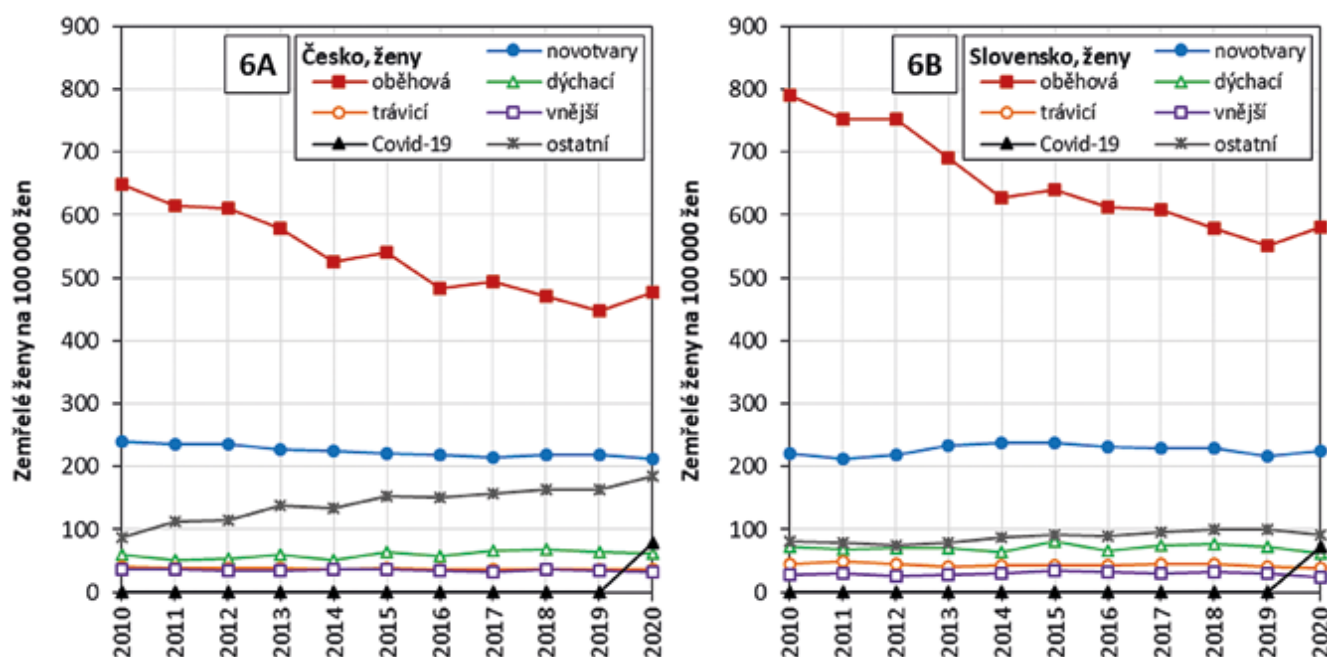 6A
Česko, ženy
novotvary
oběhová
dýchací
trávicí
vnější
Covid-19
ostatní
Zemřelé ženy na 100 000 žen
900
800
700
600
500
400
300
200
100
0
2010
2011
2012
2013
2014
2015
2016
2017
2018
2019
2020
6B
Slovensko, ženy
novotvary
oběhová
dýchací
trávicí
vnější
Covid-19
ostatní
Zemřelé ženy na 100 000 žen
900
800
700
600
500
400
300
200
100
0
2010
2011
2012
2013
2014
2015
2016
2017
2018
2019
2020